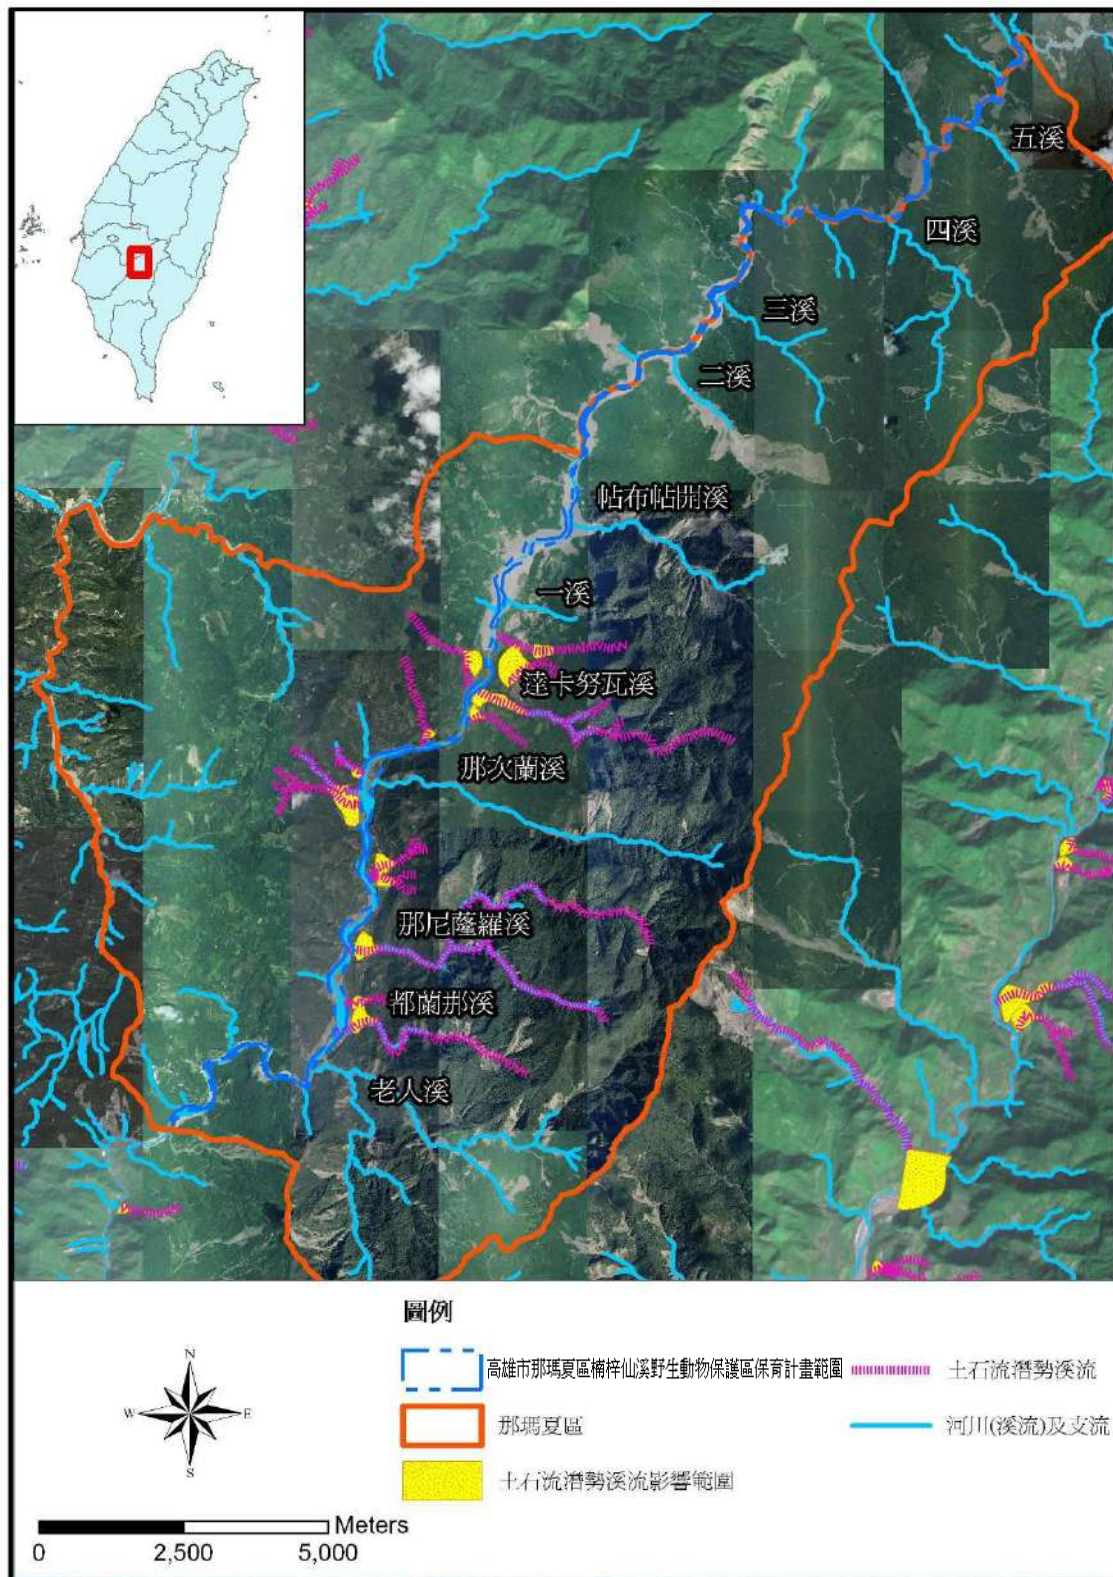 五溪
四溪
三溪
二溪
帖布帖開溪
一溪
達卡努瓦溪
那次蘭溪
那尼薩羅溪
都蘭那溪
老人溪
圖例
高雄市那瑪夏區楠梓仙溪野生動物保護區保育計畫範圍
土石流潛勢溪流
那瑪夏區
河川(溪流)及支流
土石流潛勢溪流影響範圍
N
W
E
S
Meters
0
2,500
5,000